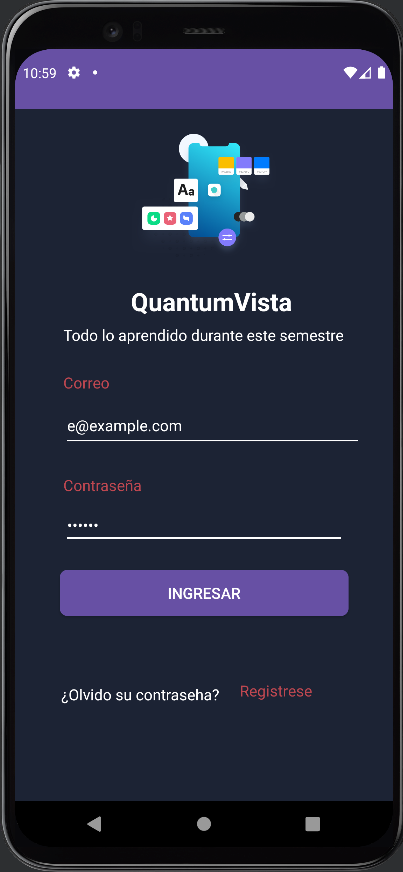 10:59
Aa
QuantumVista
Todo lo aprendido durante este semestre
Correo
e@example.com
Contraseña
••••••
INGRESAR
¿Olvido su contraseha? Registrese